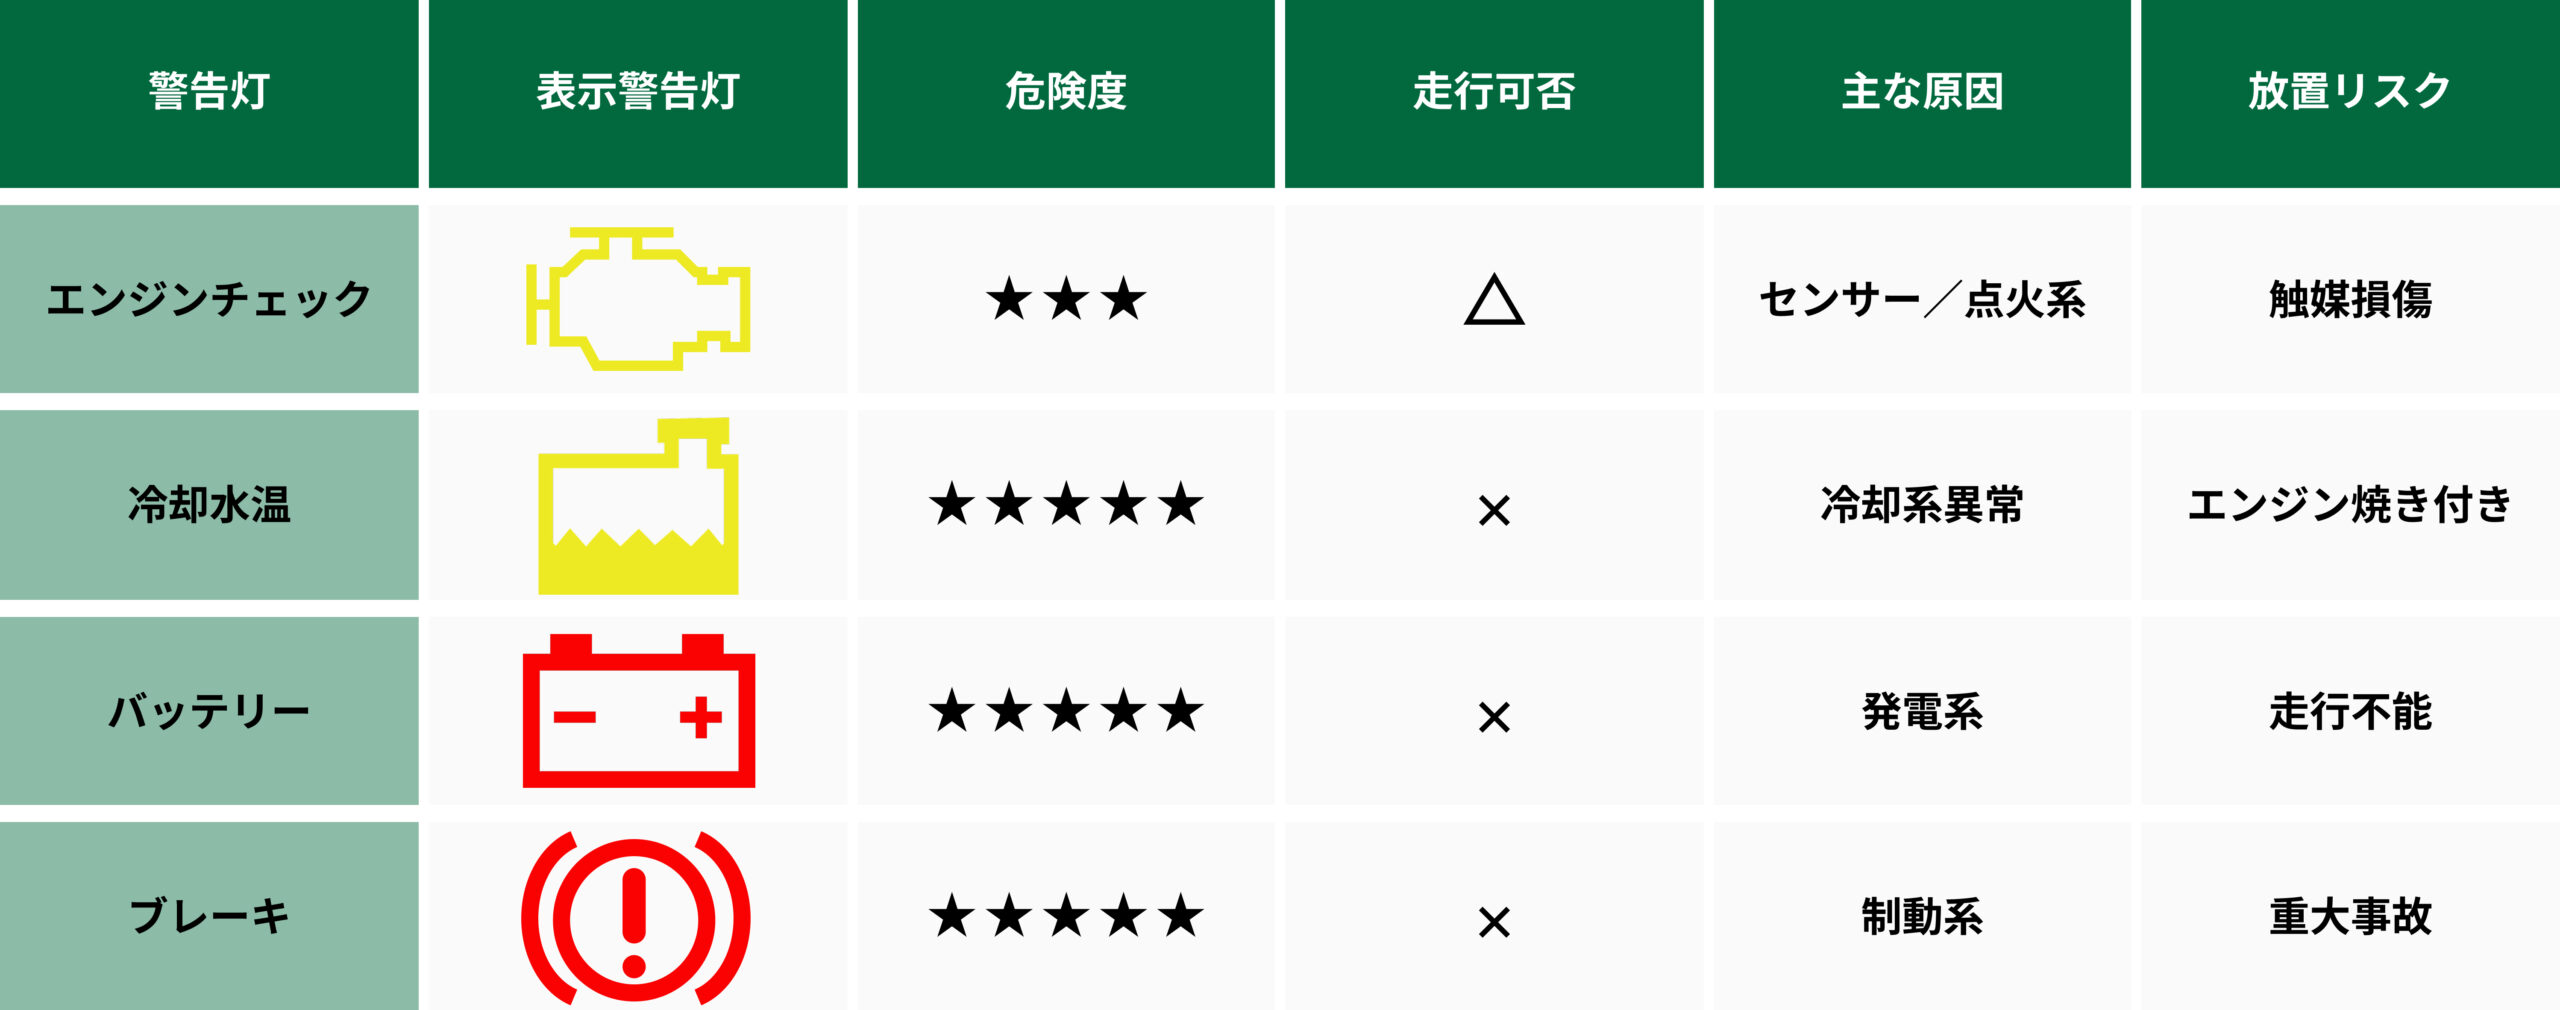 警告灯 表示警告灯 危険度 走行可否 主な原因 放置リスク
エンジンチェック ★★★ △ センサー／点火系 触媒損傷
冷却水温 ★★★★★ × 冷却系異常 エンジン焼き付き
バッテリー ★★★★★ × 発電系 走行不能
ブレーキ ★★★★★ × 制動系 重大事故